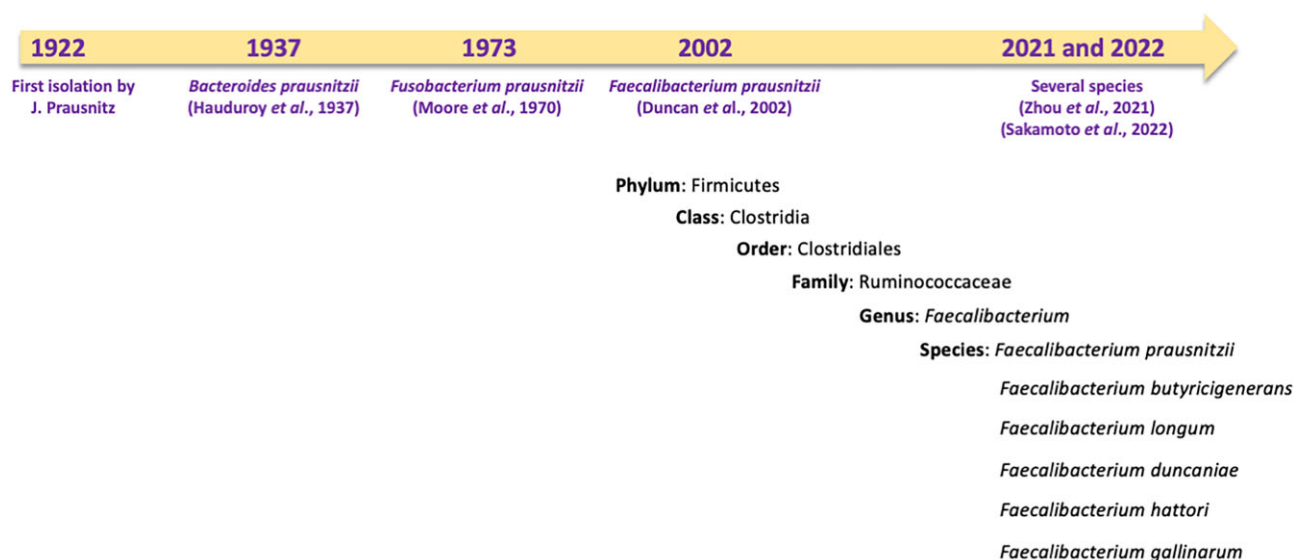 1922 1937 1973 2002 2021 and 2022
First isolation by
J. Prausnitz
Bacteroides prausnitzii
(Hauduroy et al., 1937)
Fusobacterium prausnitzii
(Moore et al., 1970)
Faecalibacterium prausnitzii
(Duncan et al., 2002)
Several species
(Zhou et al., 2021)
(Sakamoto et al., 2022)
Phylum: Firmicutes
Class: Clostridia
Order: Clostridiales
Family: Ruminococcaceae
Genus: Faecalibacterium
Species: Faecalibacterium prausnitzii
Faecalibacterium butyricigenerans
Faecalibacterium longum
Faecalibacterium duncaniae
Faecalibacterium hattori
Faecalibacterium gallinarum